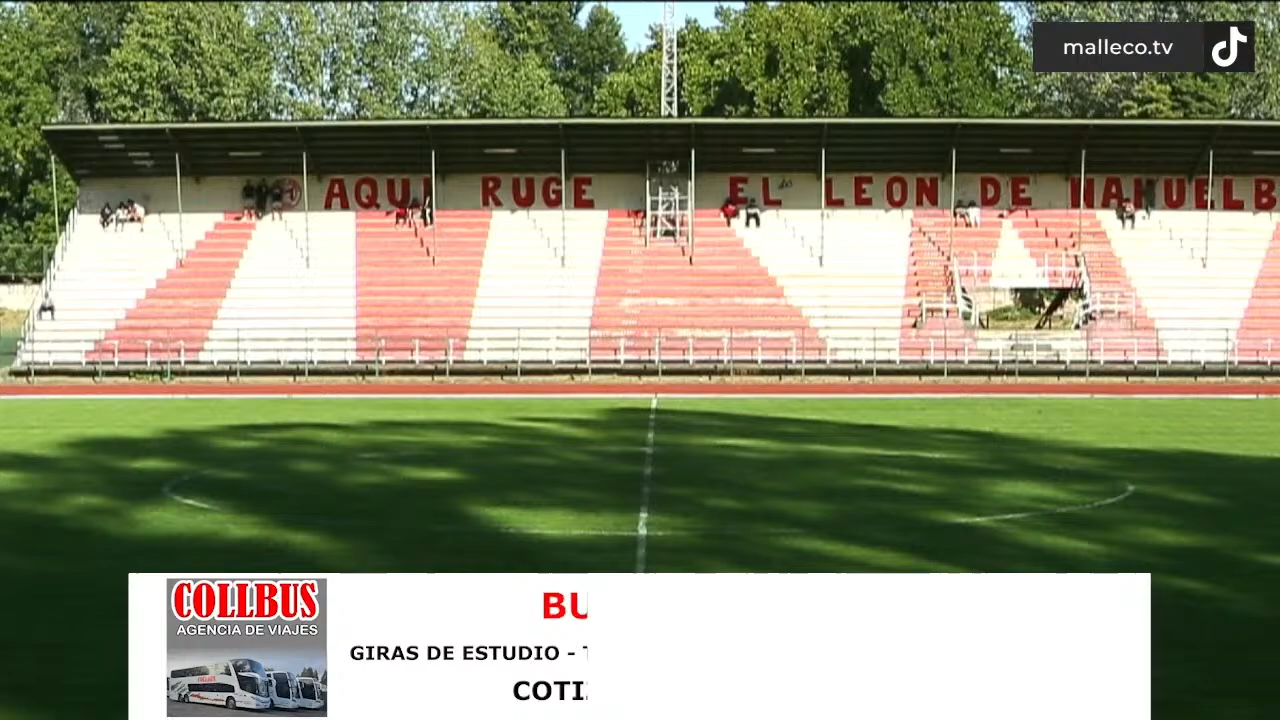 malleco.tv
AQUI RUGE EL LEON DE NAHUELB
COLLBUS
AGENCIA DE VIAJES
BU
GIRAS DE ESTUDIO -
COTI